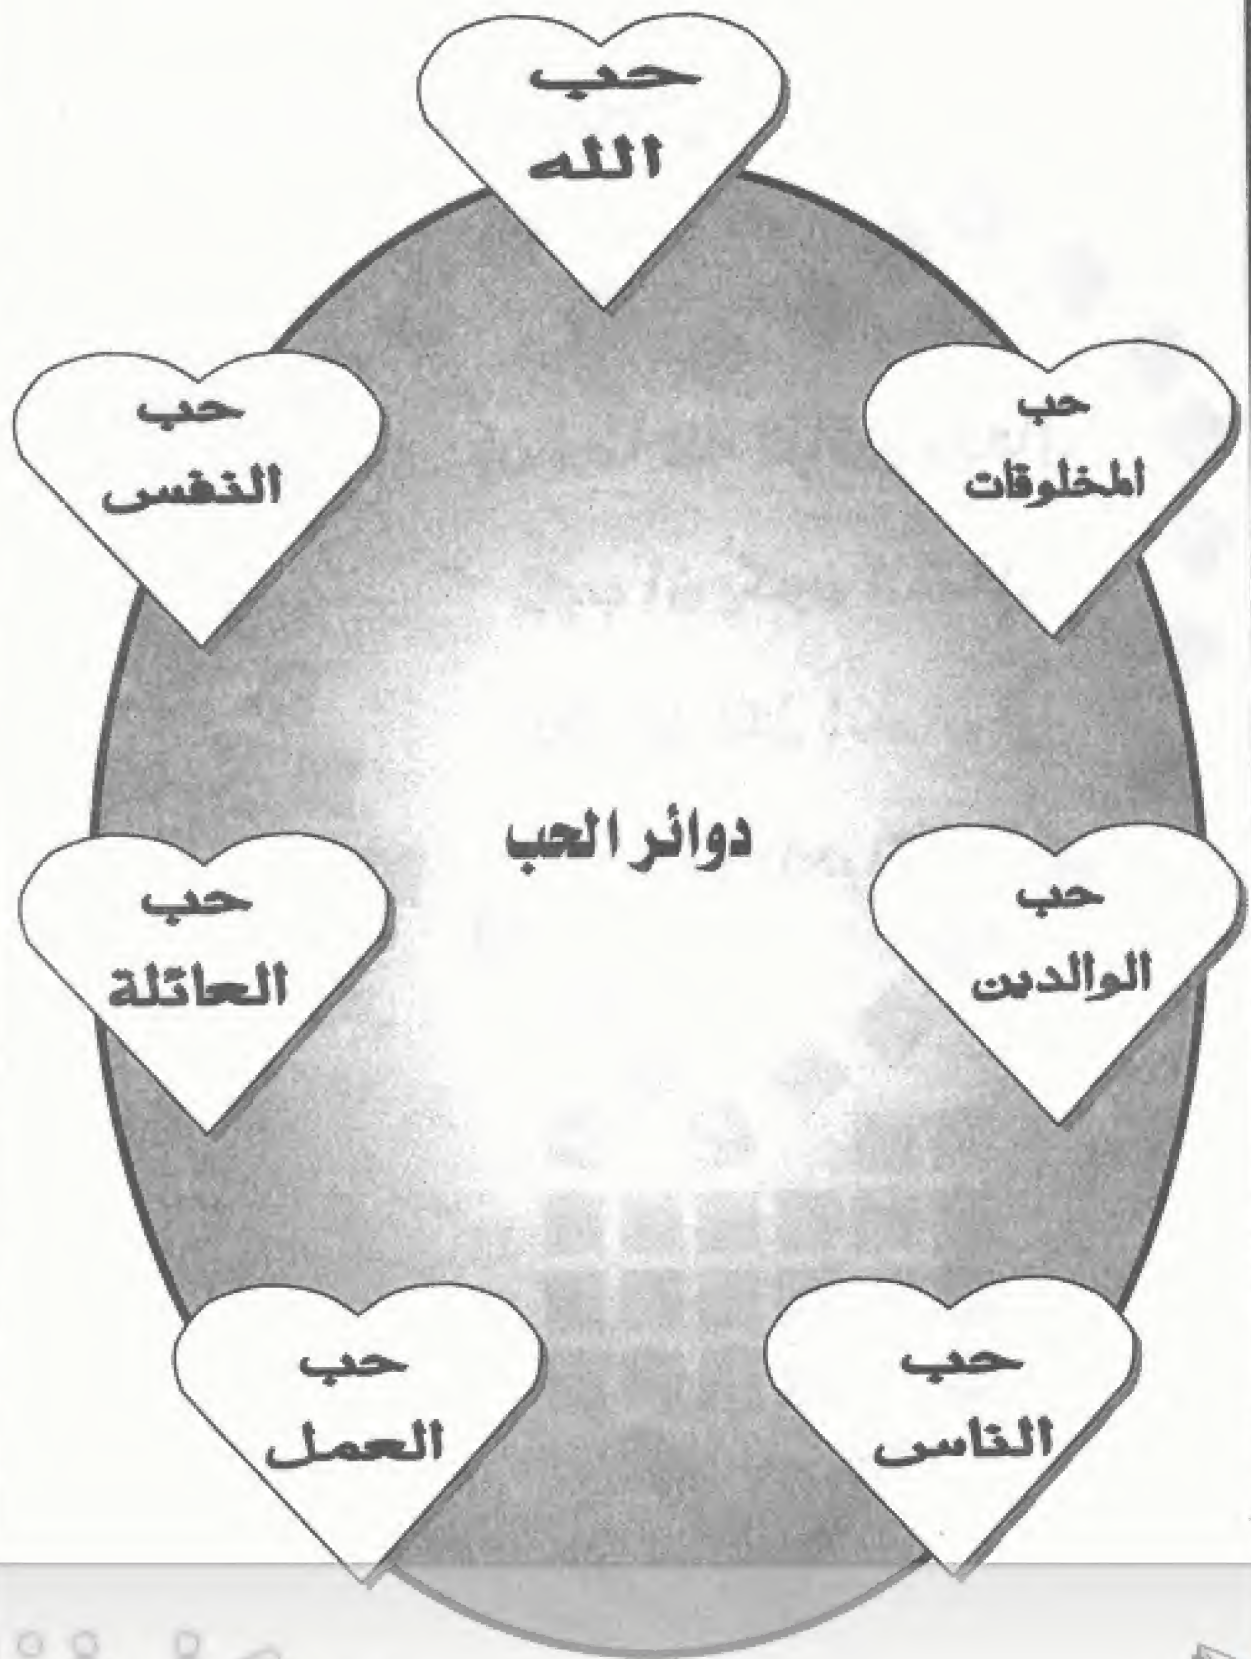 حب
الله
حب
المخلوقات
حب
النفس
دوائر الحب
حب
الوالدين
حب
العائلة
حب
الناس
حب
العمل